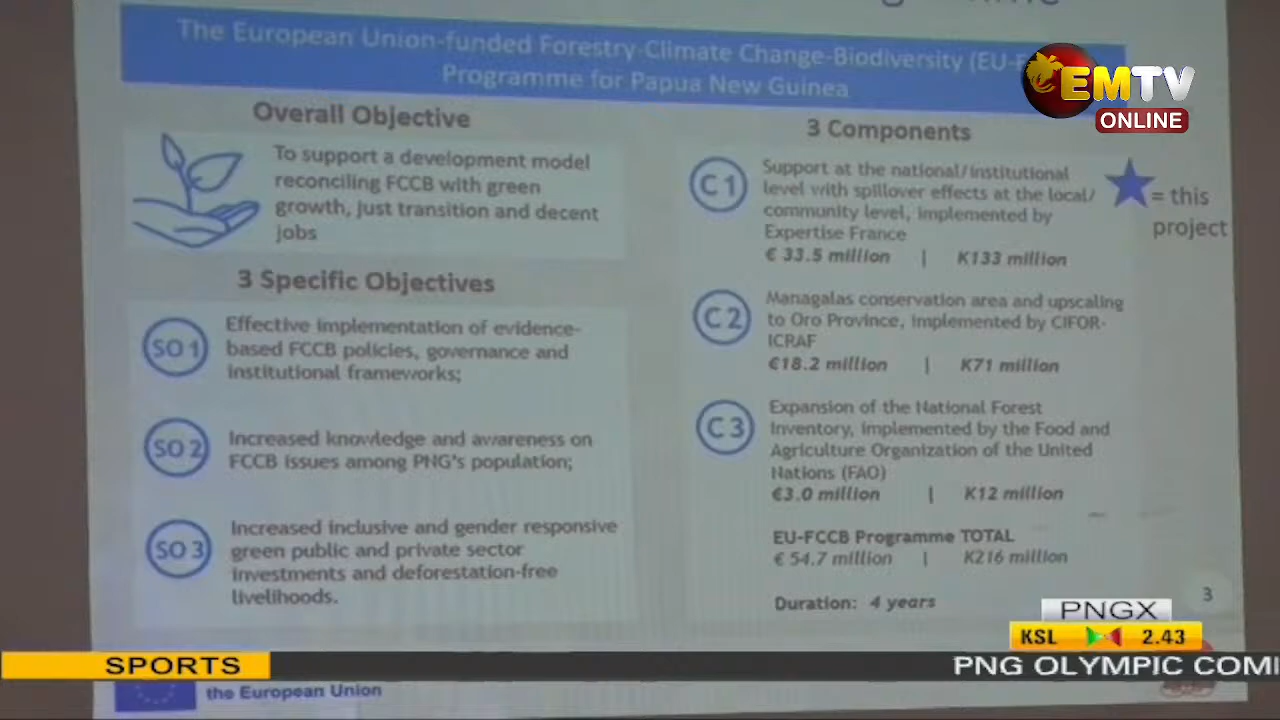 The European Union-funded Forestry-Climate Change-Biodiversity (EU-F
Programme for Papua New Guinea
EMTV
ONLINE
Overall Objective
To support a development model
reconciling FCCB with green
growth, just transition and decent
jobs
3 Specific Objectives
SO 1
Effective implementation of evidence-
based FCCB policies, governance and
institutional frameworks;
SO 2
Increased knowledge and awareness on
FCCB issues among PNG's population;
SO 3
Increased inclusive and gender responsive
green public and private sector
investments and deforestation-free
livelihoods.
3 Components
C 1
Support at the national/institutional
level with spillover effects at the local/
community level, implemented by
Expertise France
€ 33.5 million | K133 million
= this
project
C 2
Managalas conservation area and upscaling
to Oro Province, implemented by CIFOR-
ICRAF
€18.2 million | K71 million
C 3
Expansion of the National Forest
Inventory, implemented by the Food and
Agriculture Organization of the United
Nations (FAO)
€3.0 million | K12 million
EU-FCCB Programme TOTAL
€ 54.7 million | K216 million
Duration: 4 years
3
PNGX
KSL 2.43
SPORTS
PNG OLYMPIC COMI
the European Union